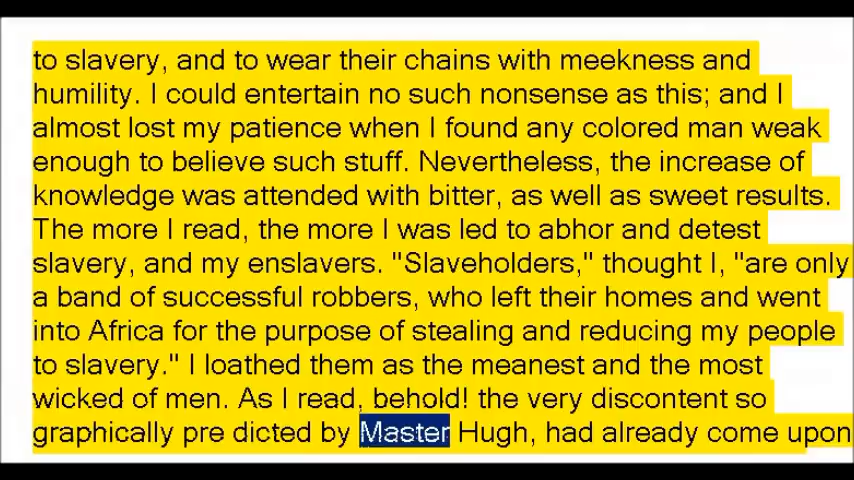 to slavery, and to wear their chains with meekness and
humility. I could entertain no such nonsense as this; and I
almost lost my patience when I found any colored man weak
enough to believe such stuff. Nevertheless, the increase of
knowledge was attended with bitter, as well as sweet results.
The more I read, the more I was led to abhor and detest
slavery, and my enslavers. "Slaveholders," thought I, "are only
a band of successful robbers, who left their homes and went
into Africa for the purpose of stealing and reducing my people
to slavery." I loathed them as the meanest and the most
wicked of men. As I read, behold! the very discontent so
graphically pre dicted by Master Hugh, had already come upon